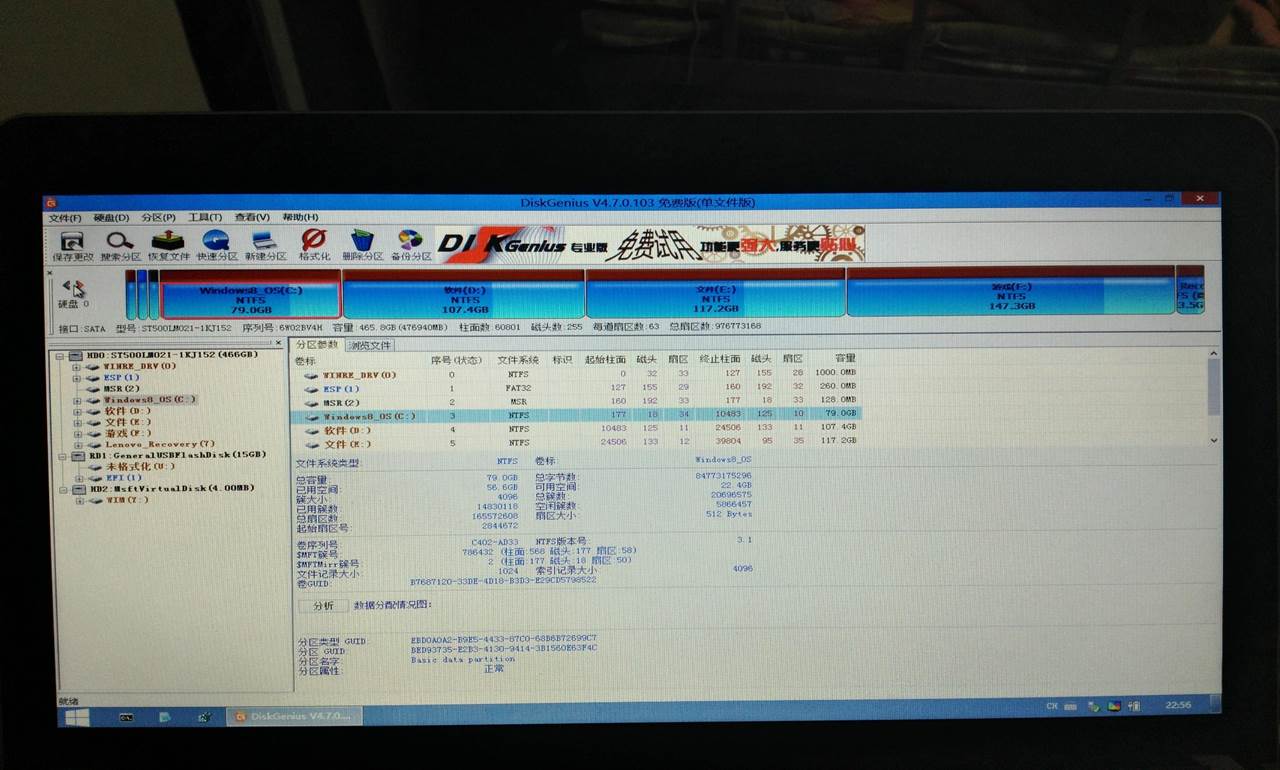 DiskGenius V4.7.0.103 免费版(单文件版)
文件(F) 硬盘(D) 分区(P) 工具(T) 查看(V) 帮助(H)
保存更改 搜索分区 恢复文件 快速分区 新建分区 格式化 删除分区 备份分区
DISKGenius 专业版 免费试用 功能更强大,服务更贴心
硬盘 0
Windows8_OS(C:) 软件(D:) 文件(E:) 游戏(F:)
NTFS NTFS NTFS NTFS
79.0GB 107.4GB 117.2GB 147.3GB
接口:SATA 型号:ST500LM021-1KJ152 序列号:6W02BV4H 容量:465.8GB(476940MB) 柱面数:60801 磁头数:255 每道扇区数:63 总扇区数:976773168
HD0:ST500LM021-1KJ152(466GB)
WINRE_DRV(0)
ESP(1)
MSR(2)
Windows8_OS(C:)
软件(D:)
文件(E:)
游戏(F:)
Lenovo_Recovery(7)
RD1:GeneralUSBFlashDisk(15GB)
未格式化(U:)
EFI(1)
HD2:MsftVirtualDisk(4.00MB)
WIM(Y:)
分区参数 浏览文件
卷标 序号(状态) 文件系统 标识 起始柱面 磁头 扇区 终止柱面 磁头 扇区 容量
WINRE_DRV(0) 0 NTFS 0 32 33 127 155 28 1000.0MB
ESP(1) 1 FAT32 127 155 29 160 192 32 260.0MB
MSR(2) 2 MSR 160 192 33 177 18 33 128.0MB
Windows8_OS(C:) 3 NTFS 177 18 34 10483 125 10 79.0GB
软件(D:) 4 NTFS 10483 125 11 24506 133 11 107.4GB
文件(E:) 5 NTFS 24506 133 12 39804 95 35 117.2GB
文件系统类型: NTFS 卷标: Windows8_OS
总容量: 79.0GB 总字节数: 84773175296
已用空间: 56.6GB 可用空间: 22.4GB
簇大小: 4096 总簇数: 20696575
已用簇数: 14830118 空闲簇数: 5866457
总扇区数: 165572608 扇区大小: 512 Bytes
起始扇区号: 2844672
卷序列号: C402-AD33 NTFS版本号: 3.1
$MFT簇号: 786432 (柱面:568 磁头:177 扇区:58)
$MFTMirr簇号: 2 (柱面:177 磁头:18 扇区:50)
文件记录大小: 1024 索引记录大小: 4096
卷GUID: B7687120-33DE-4D18-B3D3-E29CD5798522
分析 数据分配情况图:
分区类型 GUID: EBD0A0A2-B9E5-4433-87C0-68B6B72699C7
分区 GUID: BED93735-E2B3-4130-9414-3B1560E63F4C
分区名字: Basic data partition
分区属性: 正常
就绪
DiskGenius V4.7.0....
CH 22:56